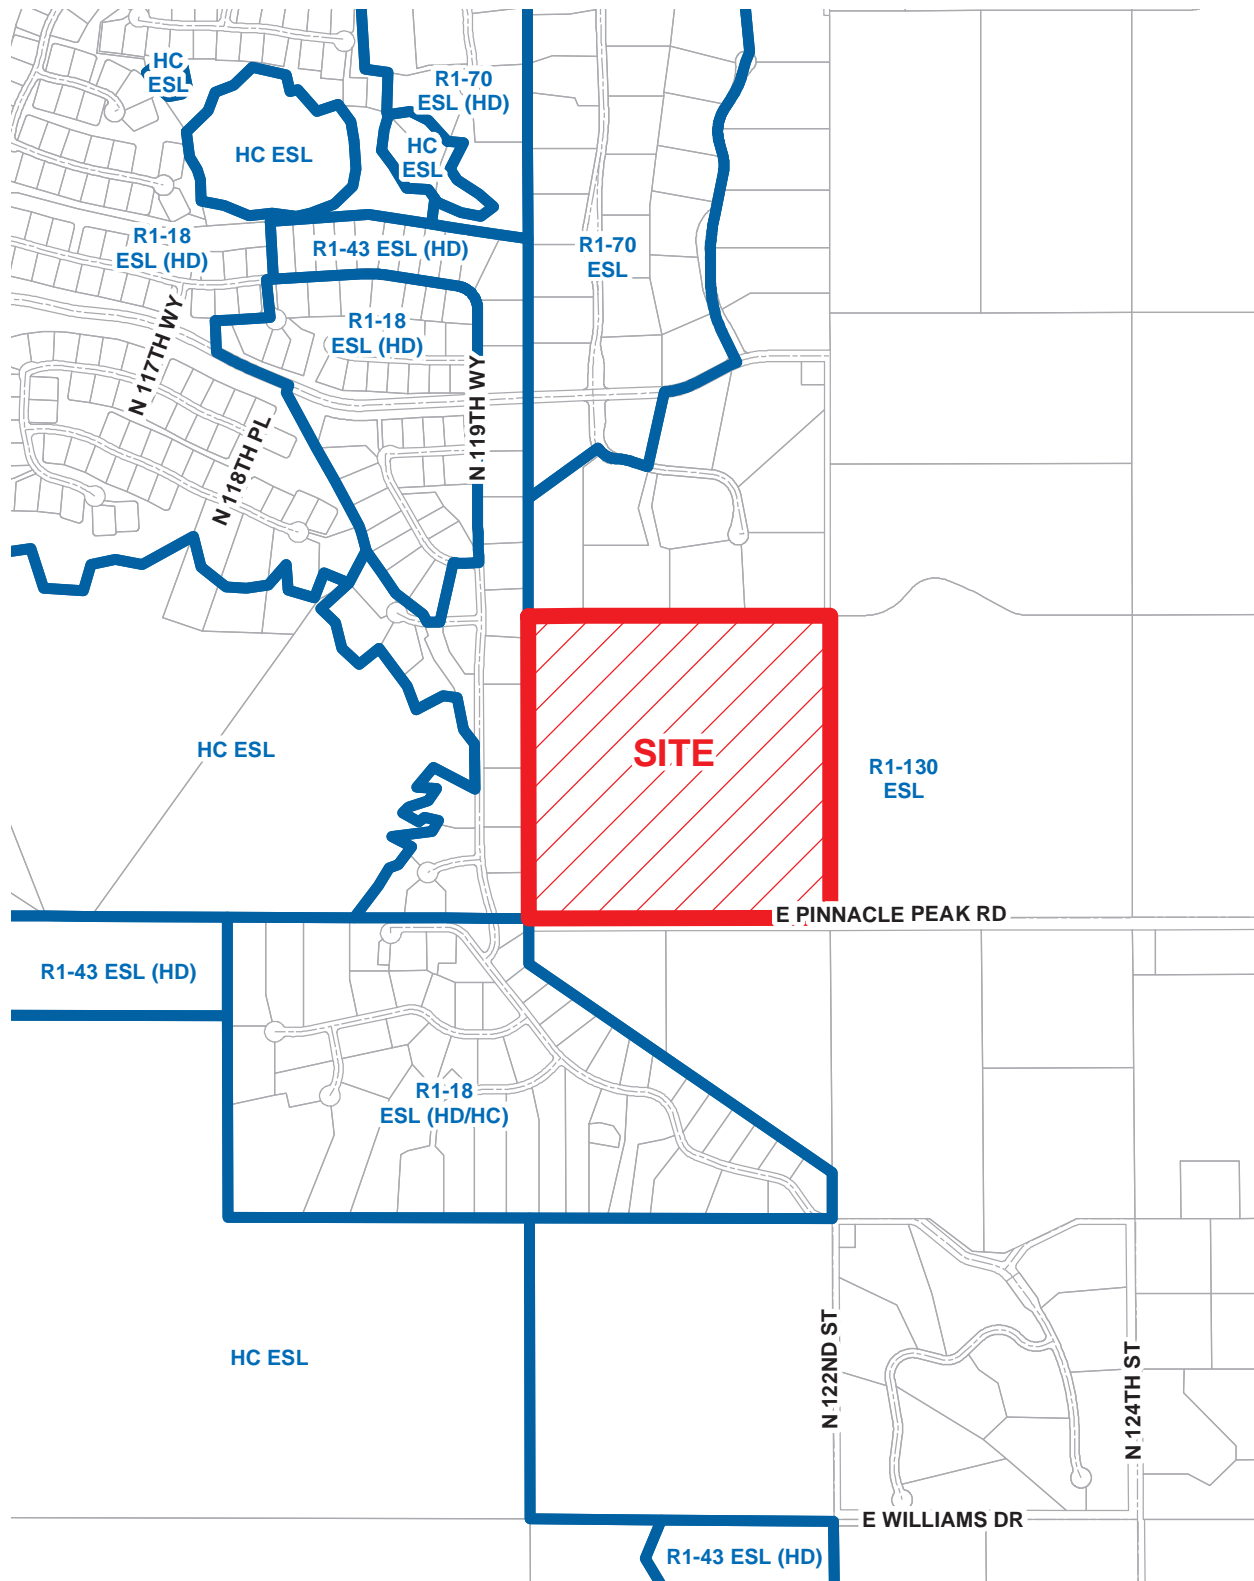 HC
ESL
R1-70
ESL (HD)
HC ESL
HC
ESL
R1-18
ESL (HD)
R1-43 ESL (HD)
R1-70
ESL
N 117TH WY
R1-18
ESL (HD)
N 119TH WY
N 118TH PL
HC ESL
SITE
R1-130
ESL
E PINNACLE PEAK RD
R1-43 ESL (HD)
R1-18
ESL (HD/HC)
HC ESL
N 122ND ST
N 124TH ST
E WILLIAMS DR
R1-43 ESL (HD)